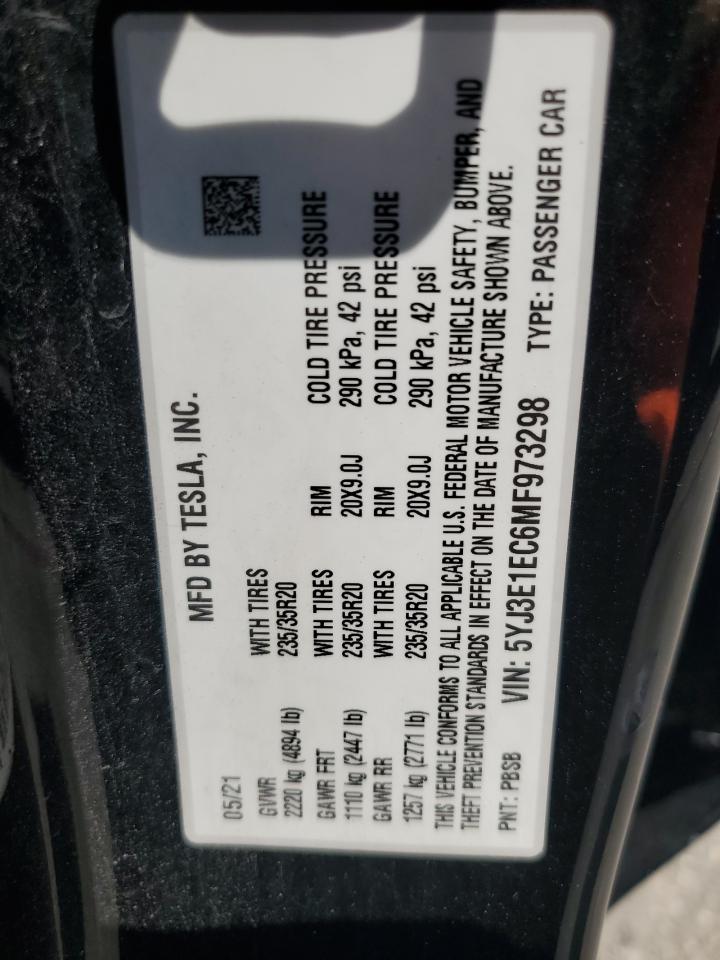 MFD BY TESLA, INC.
05/21
GVWR WITH TIRES
2220 kg (4894 lb) 235/35R20
GAWR FRT WITH TIRES RIM COLD TIRE PRESSURE
1110 kg (2447 lb) 235/35R20 20X9.0J 290 kPa, 42 psi
GAWR RR WITH TIRES RIM COLD TIRE PRESSURE
1257 kg (2771 lb) 235/35R20 20X9.0J 290 kPa, 42 psi
THIS VEHICLE CONFORMS TO ALL APPLICABLE U.S. FEDERAL MOTOR VEHICLE SAFETY, BUMPER, AND
THEFT PREVENTION STANDARDS IN EFFECT ON THE DATE OF MANUFACTURE SHOWN ABOVE.
PNT: PBSB VIN: 5YJ3E1EC6MF973298 TYPE: PASSENGER CAR